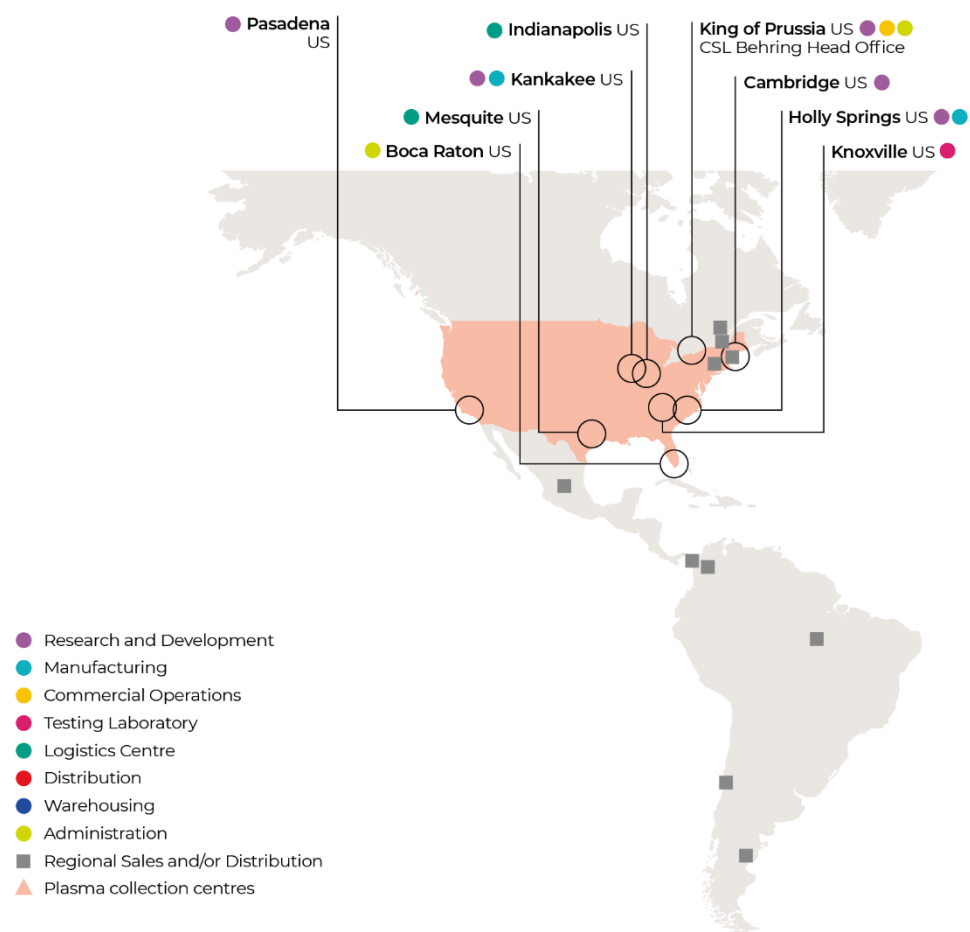 Pasadena
US
Indianapolis US
King of Prussia US
CSL Behring Head Office
Kankakee US
Cambridge US
Mesquite US
Holly Springs US
Boca Raton US
Knoxville US
Research and Development
Manufacturing
Commercial Operations
Testing Laboratory
Logistics Centre
Distribution
Warehousing
Administration
Regional Sales and/or Distribution
Plasma collection centres